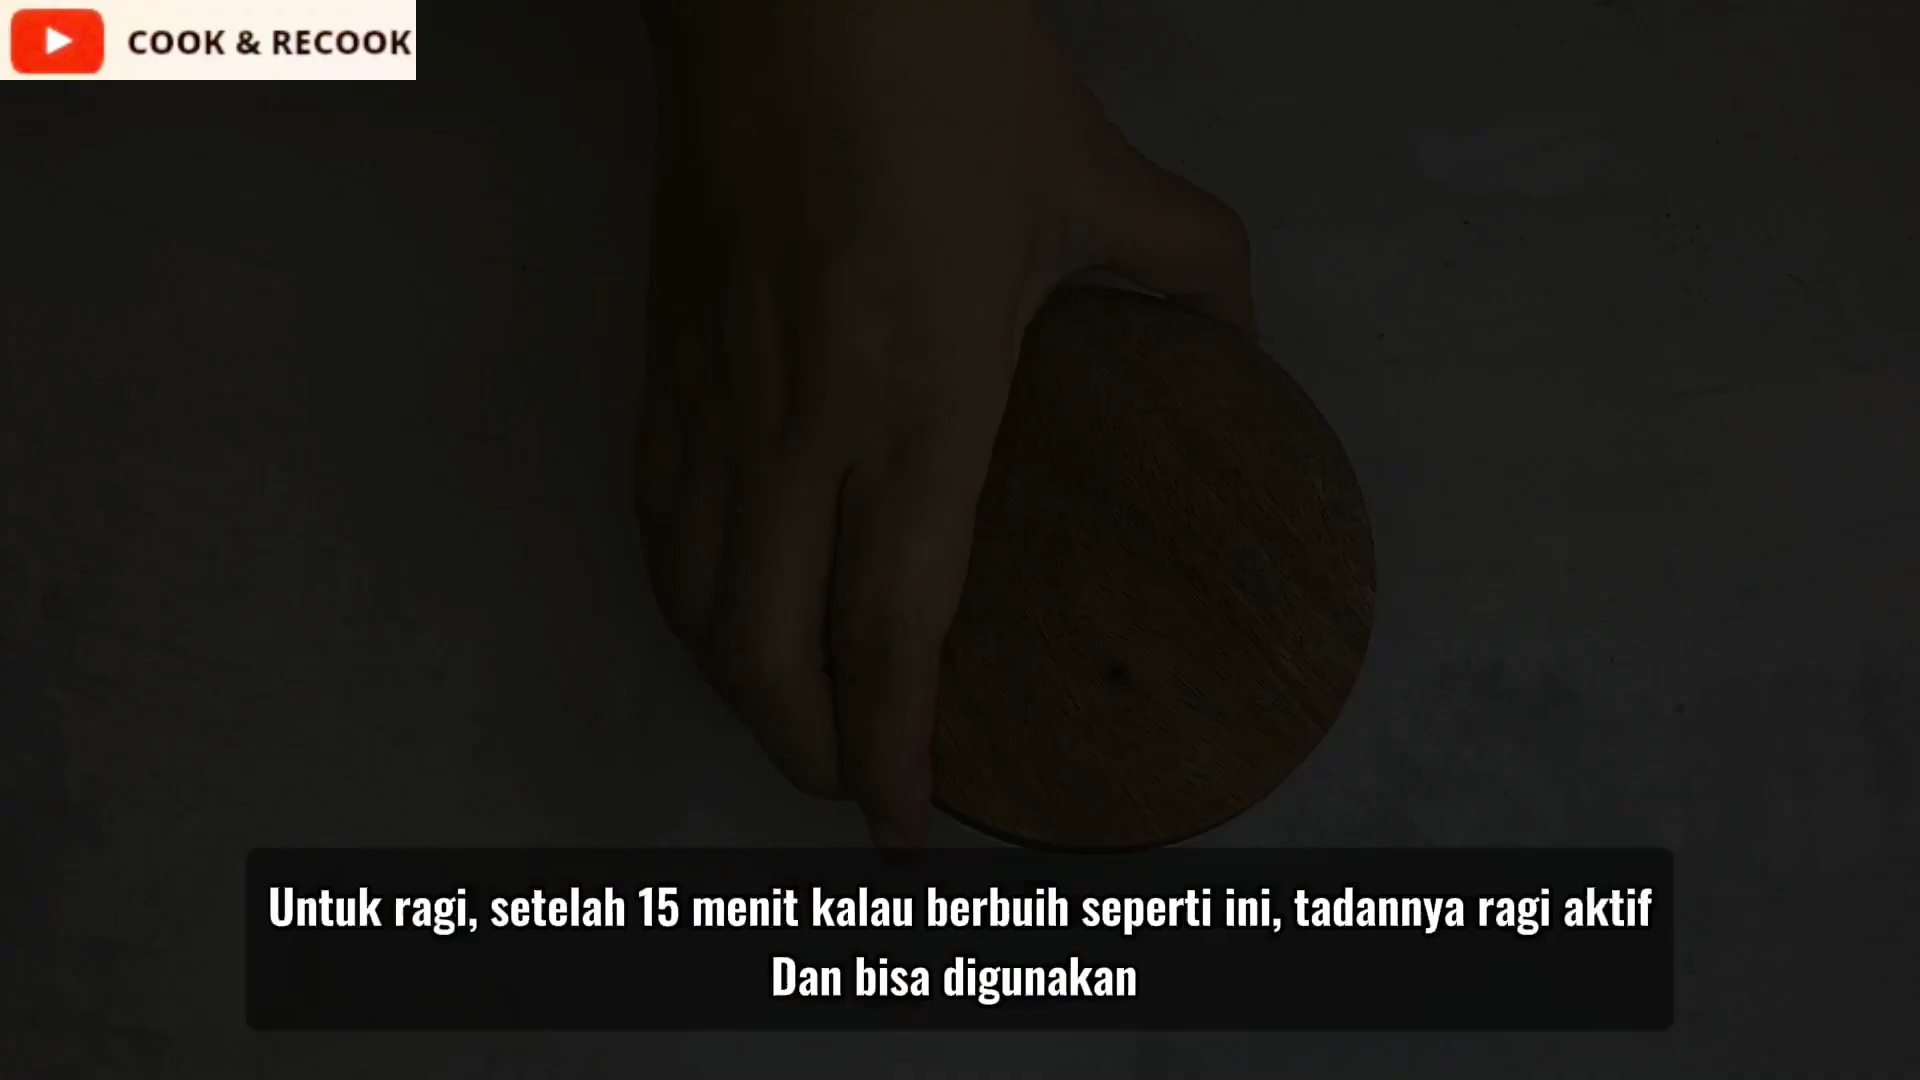 COOK & RECOOK
Untuk ragi, setelah 15 menit kalau berbuih seperti ini, tadannya ragi aktif
Dan bisa digunakan